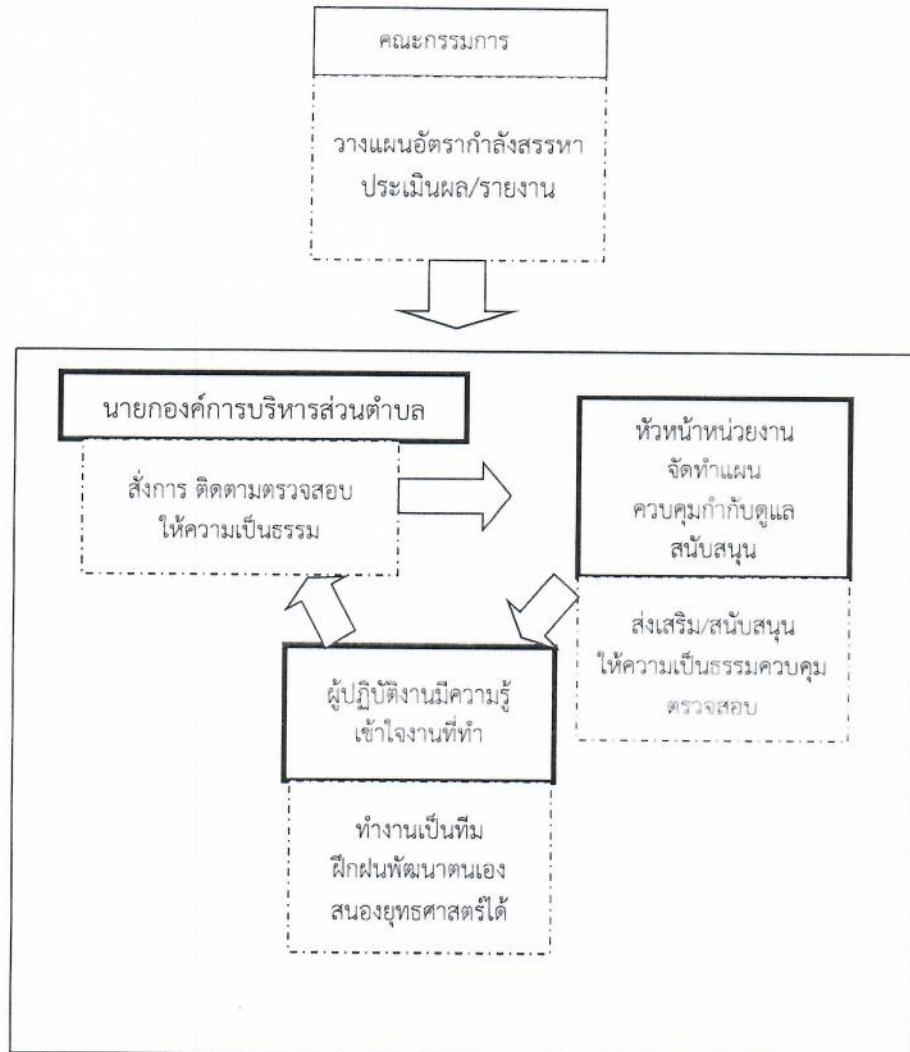 คณะกรรมการ
วางแผนอัตรากำลังสรรหา
ประเมินผล/รายงาน
นายกองค์การบริหารส่วนตำบล
สั่งการ ติดตามตรวจสอบ
ให้ความเป็นธรรม
หัวหน้าหน่วยงาน
จัดทำแผน
ควบคุมกำกับดูแล
สนับสนุน
ส่งเสริม/สนับสนุน
ให้ความเป็นธรรมควบคุม
ตรวจสอบ
ผู้ปฏิบัติงานมีความรู้
เข้าใจงานที่ทำ
ทำงานเป็นทีม
ฝึกฝนพัฒนาตนเอง
สนองยุทธศาสตร์ได้